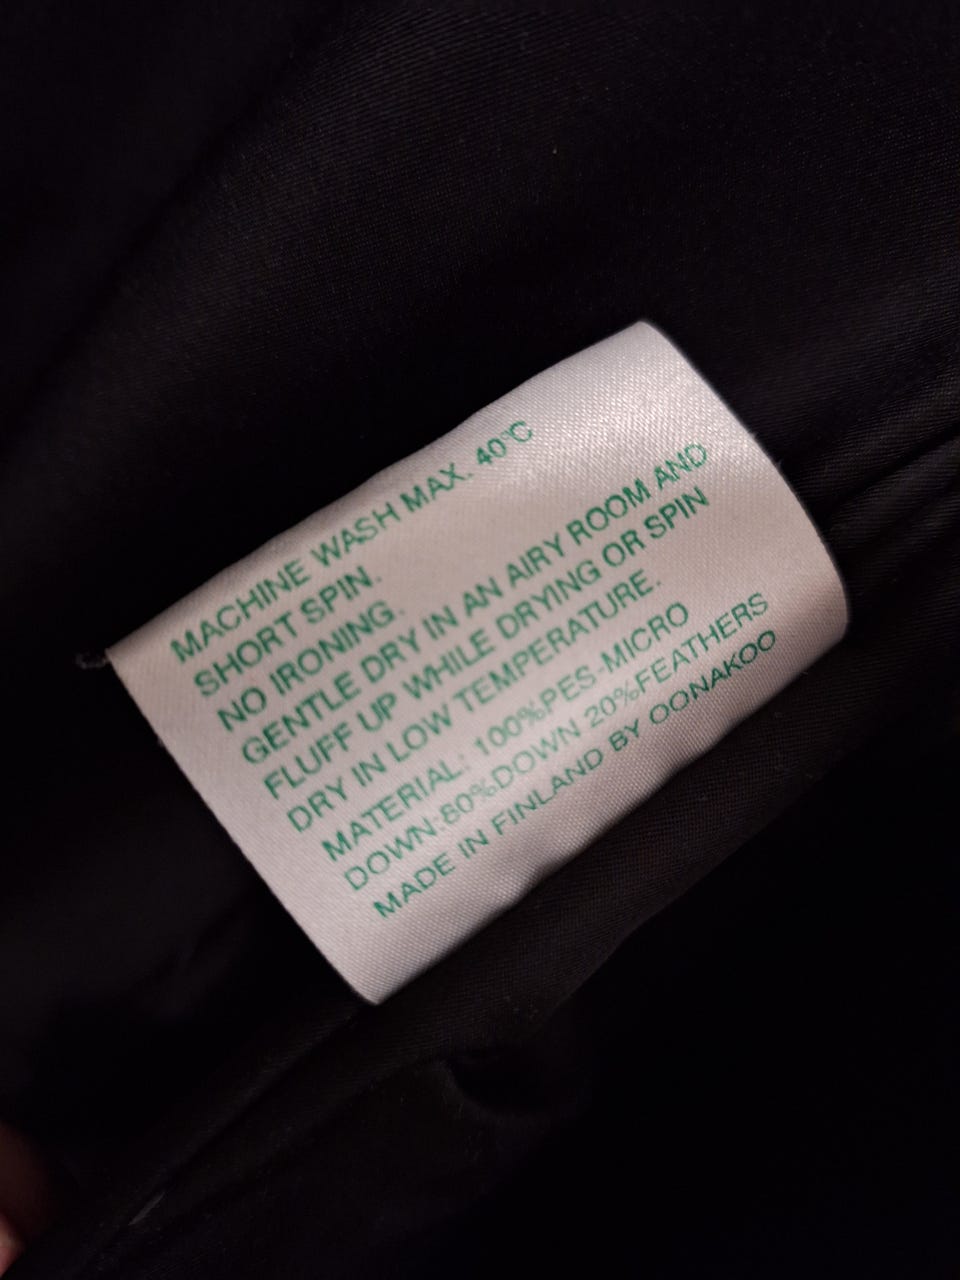 MACHINE WASH MAX. 40°C
SHORT SPIN.
NO IRONING.
GENTLE DRY IN AN AIRY ROOM AND
FLUFF UP WHILE DRYING OR SPIN
DRY IN LOW TEMPERATURE.
MATERIAL: 100%PES-MICRO
DOWN:80%DOWN 20%FEATHERS
MADE IN FINLAND BY OONAKOO